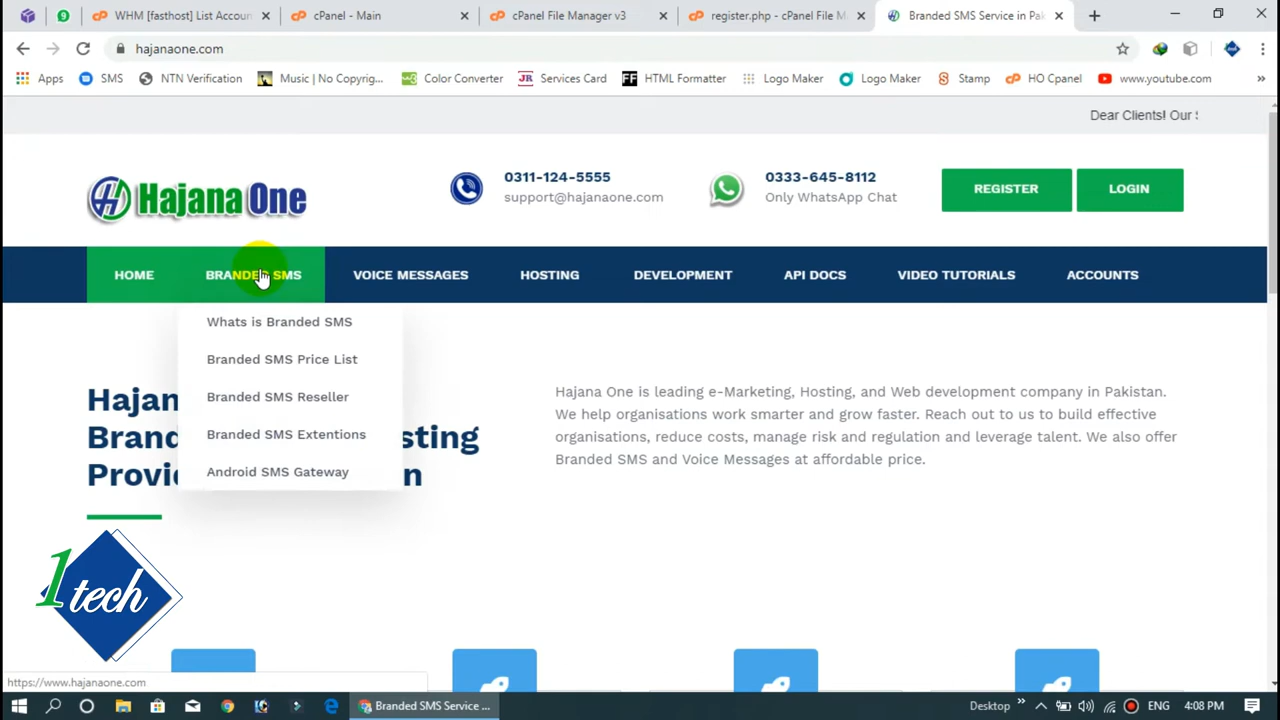 WHM [fasthost] List Accoun
cPanel - Main
cPanel File Manager v3
register.php - cPanel File M
Branded SMS Service in Pak
hajanaone.com
Apps
SMS
NTN Verification
Music | No Copyrig...
Color Converter
JR
Services Card
FF
HTML Formatter
Logo Maker
Logo Maker
Stamp
HO Cpanel
www.youtube.com
Dear Clients! Our S
Hajana One
0311-124-5555
support@hajanaone.com
0333-645-8112
Only WhatsApp Chat
REGISTER
LOGIN
HOME
BRANDED SMS
VOICE MESSAGES
HOSTING
DEVELOPMENT
API DOCS
VIDEO TUTORIALS
ACCOUNTS
Whats is Branded SMS
Branded SMS Price List
Branded SMS Reseller
Branded SMS Extentions
Android SMS Gateway
Hajan
Brand
sting
Provi
n
Hajana One is leading e-Marketing, Hosting, and Web development company in Pakistan.
We help organisations work smarter and grow faster. Reach out to us to build effective
organisations, reduce costs, manage risk and regulation and leverage talent. We also offer
Branded SMS and Voice Messages at affordable price.
1tech
https://www.hajanaone.com
Branded SMS Service ...
Desktop
ENG
4:08 PM